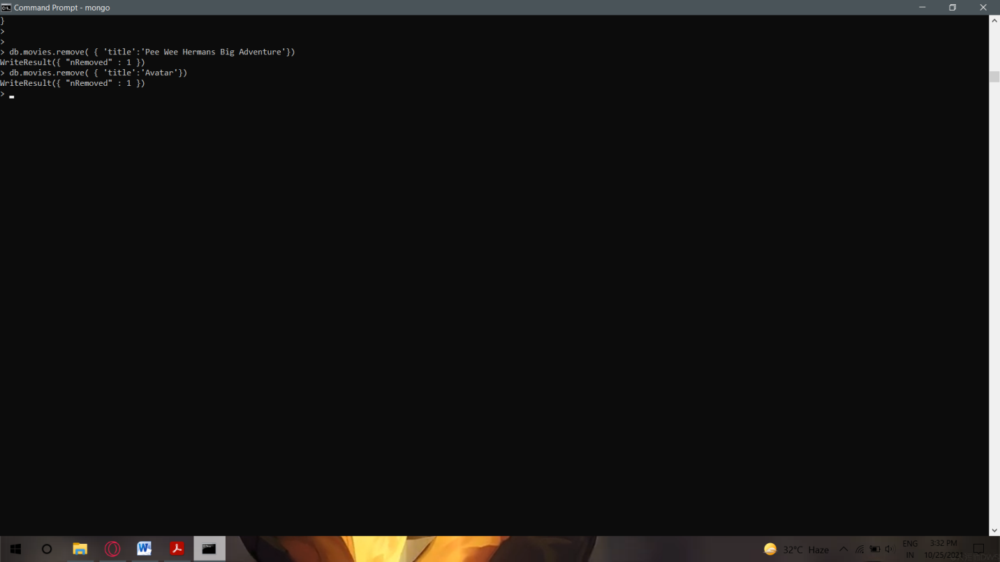 Command Prompt - mongo
}
>
>
> db.movies.remove( { 'title':'Pee Wee Hermans Big Adventure'})
WriteResult({ "nRemoved" : 1 })
> db.movies.remove( { 'title':'Avatar'})
WriteResult({ "nRemoved" : 1 })
>
32°C Haze
ENG
IN
3:32 PM
10/25/2021